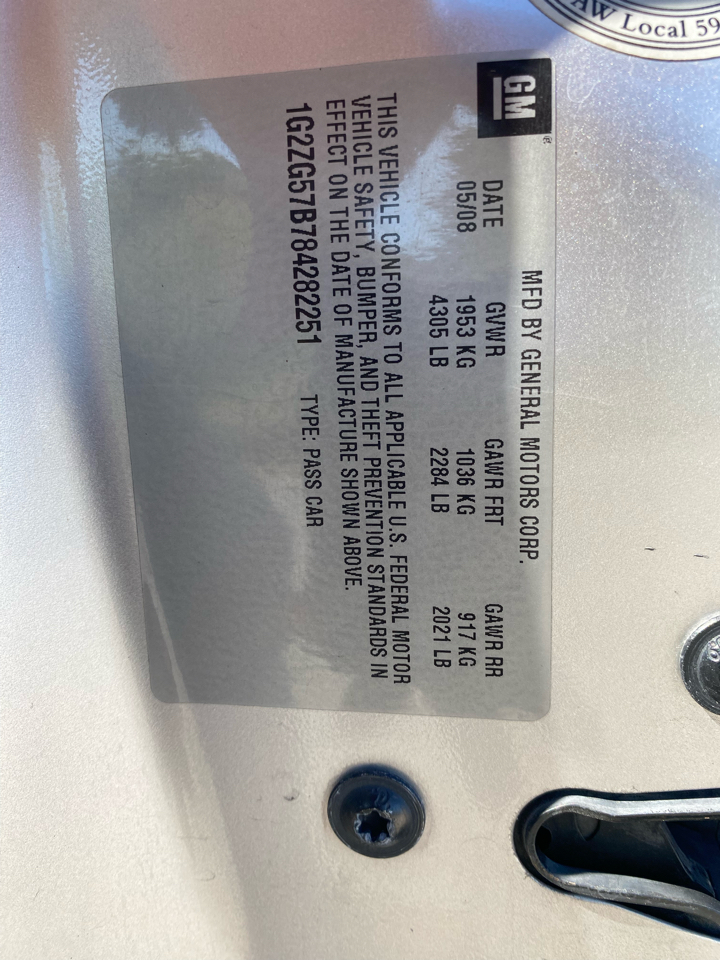 AW Local 59
GM
MFD BY GENERAL MOTORS CORP.
DATE GVWR GAWR FRT GAWR RR
05/08 1953 KG 1036 KG 917 KG
4305 LB 2284 LB 2021 LB
THIS VEHICLE CONFORMS TO ALL APPLICABLE U.S. FEDERAL MOTOR
VEHICLE SAFETY, BUMPER, AND THEFT PREVENTION STANDARDS IN
EFFECT ON THE DATE OF MANUFACTURE SHOWN ABOVE.
1G2ZG57B784282251 TYPE: PASS CAR